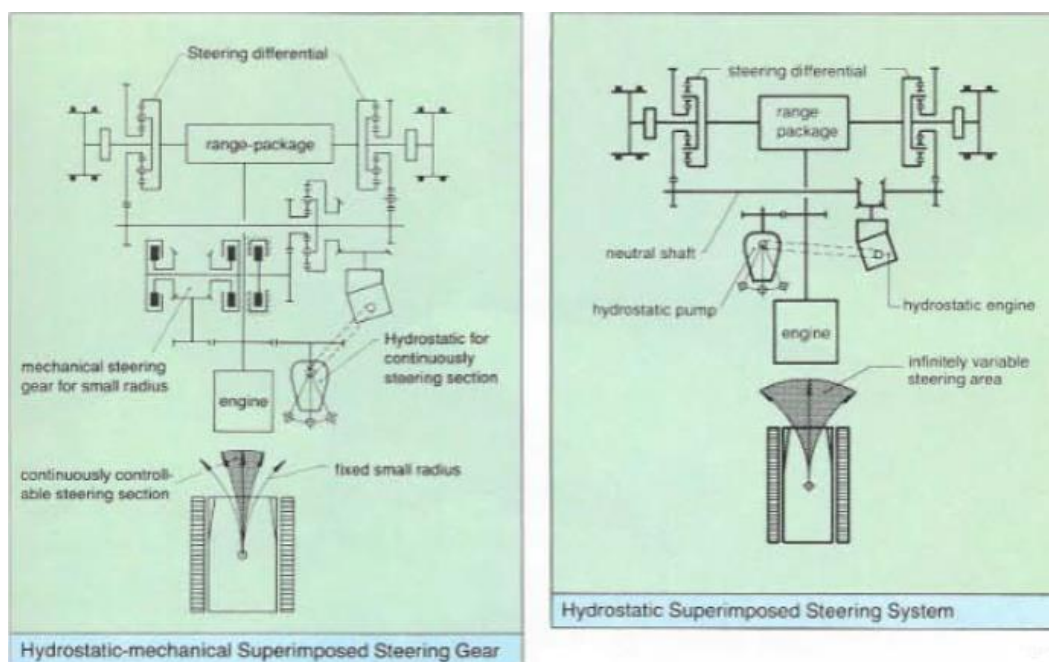 Steering differential
range-package
mechanical steering
gear for small radius
Hydrostatic for
continuously
steering section
engine
continuously controll-
able steering section
fixed small radius
Hydrostatic-mechanical Superimposed Steering Gear
steering differential
range
package
neutral shaft
hydrostatic pump
hydrostatic engine
engine
infinitely variable
steering area
Hydrostatic Superimposed Steering System